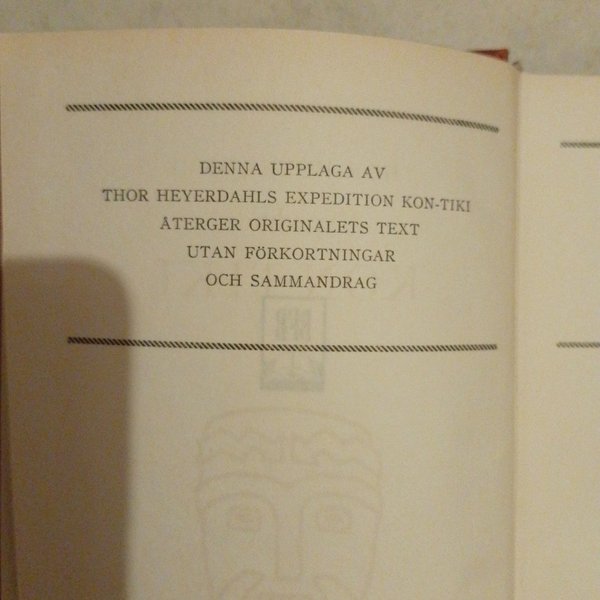 DENNA UPPLAGA AV
THOR HEYERDAHLS EXPEDITION KON-TIKI
ÅTERGER ORIGINALETS TEXT
UTAN FÖRKORTNINGAR
OCH SAMMANDRAG